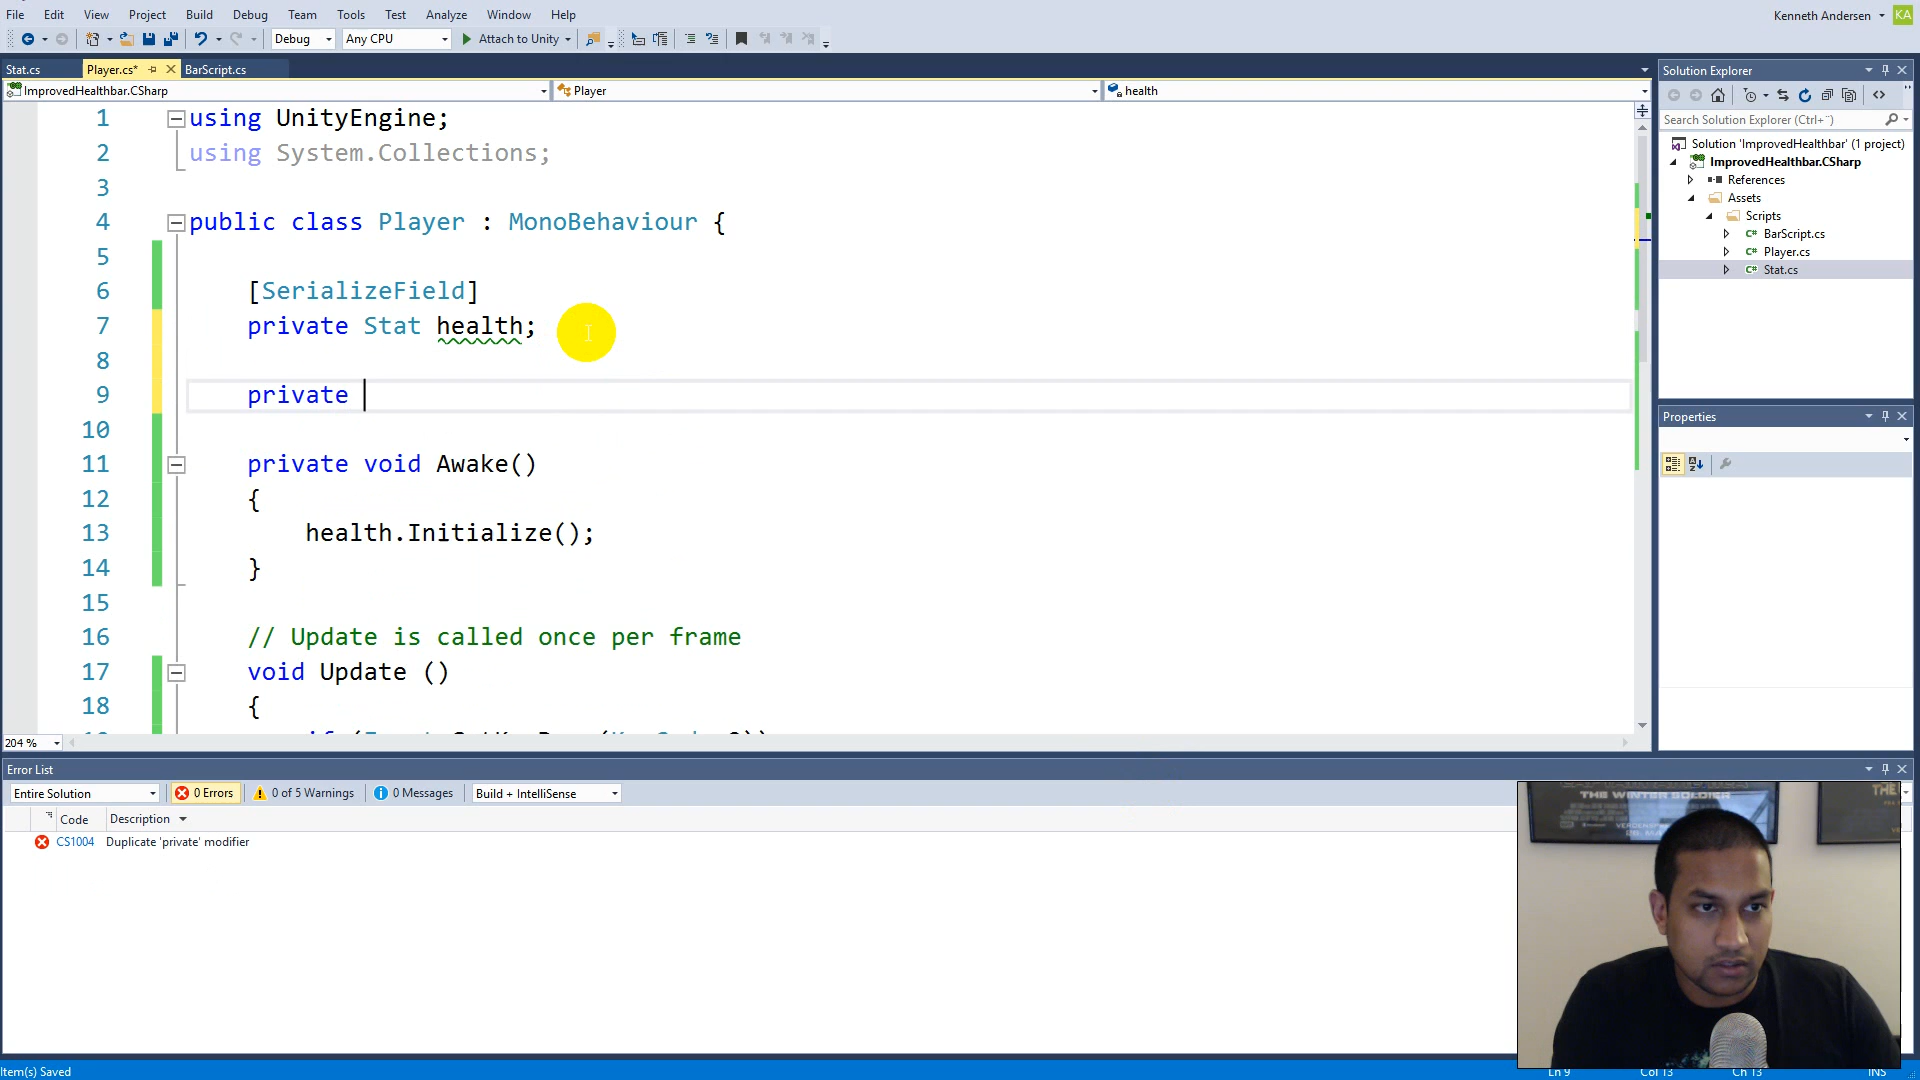 File Edit View Project Build Debug Team Tools Test Analyze Window Help
Kenneth Andersen KA
Debug Any CPU Attach to Unity
Stat.cs Player.cs* BarScript.cs
ImprovedHealthbar.CSharp Player health
1 using UnityEngine;
2 using System.Collections;
3
4 public class Player : MonoBehaviour {
5
6 [SerializeField]
7 private Stat health;
8
9 private
10
11 private void Awake()
12 {
13 health.Initialize();
14 }
15
16 // Update is called once per frame
17 void Update ()
18 {
204 %
Solution Explorer
Search Solution Explorer (Ctrl+¨)
Solution 'ImprovedHealthbar' (1 project)
ImprovedHealthbar.CSharp
References
Assets
Scripts
C# BarScript.cs
C# Player.cs
C# Stat.cs
Properties
Error List
Entire Solution 0 Errors 0 of 5 Warnings 0 Messages Build + IntelliSense
Code Description
CS1004 Duplicate 'private' modifier
THE WINTER SOLDIER
THE
Item(s) Saved Ln 9 Col 13 Ch 13 INS